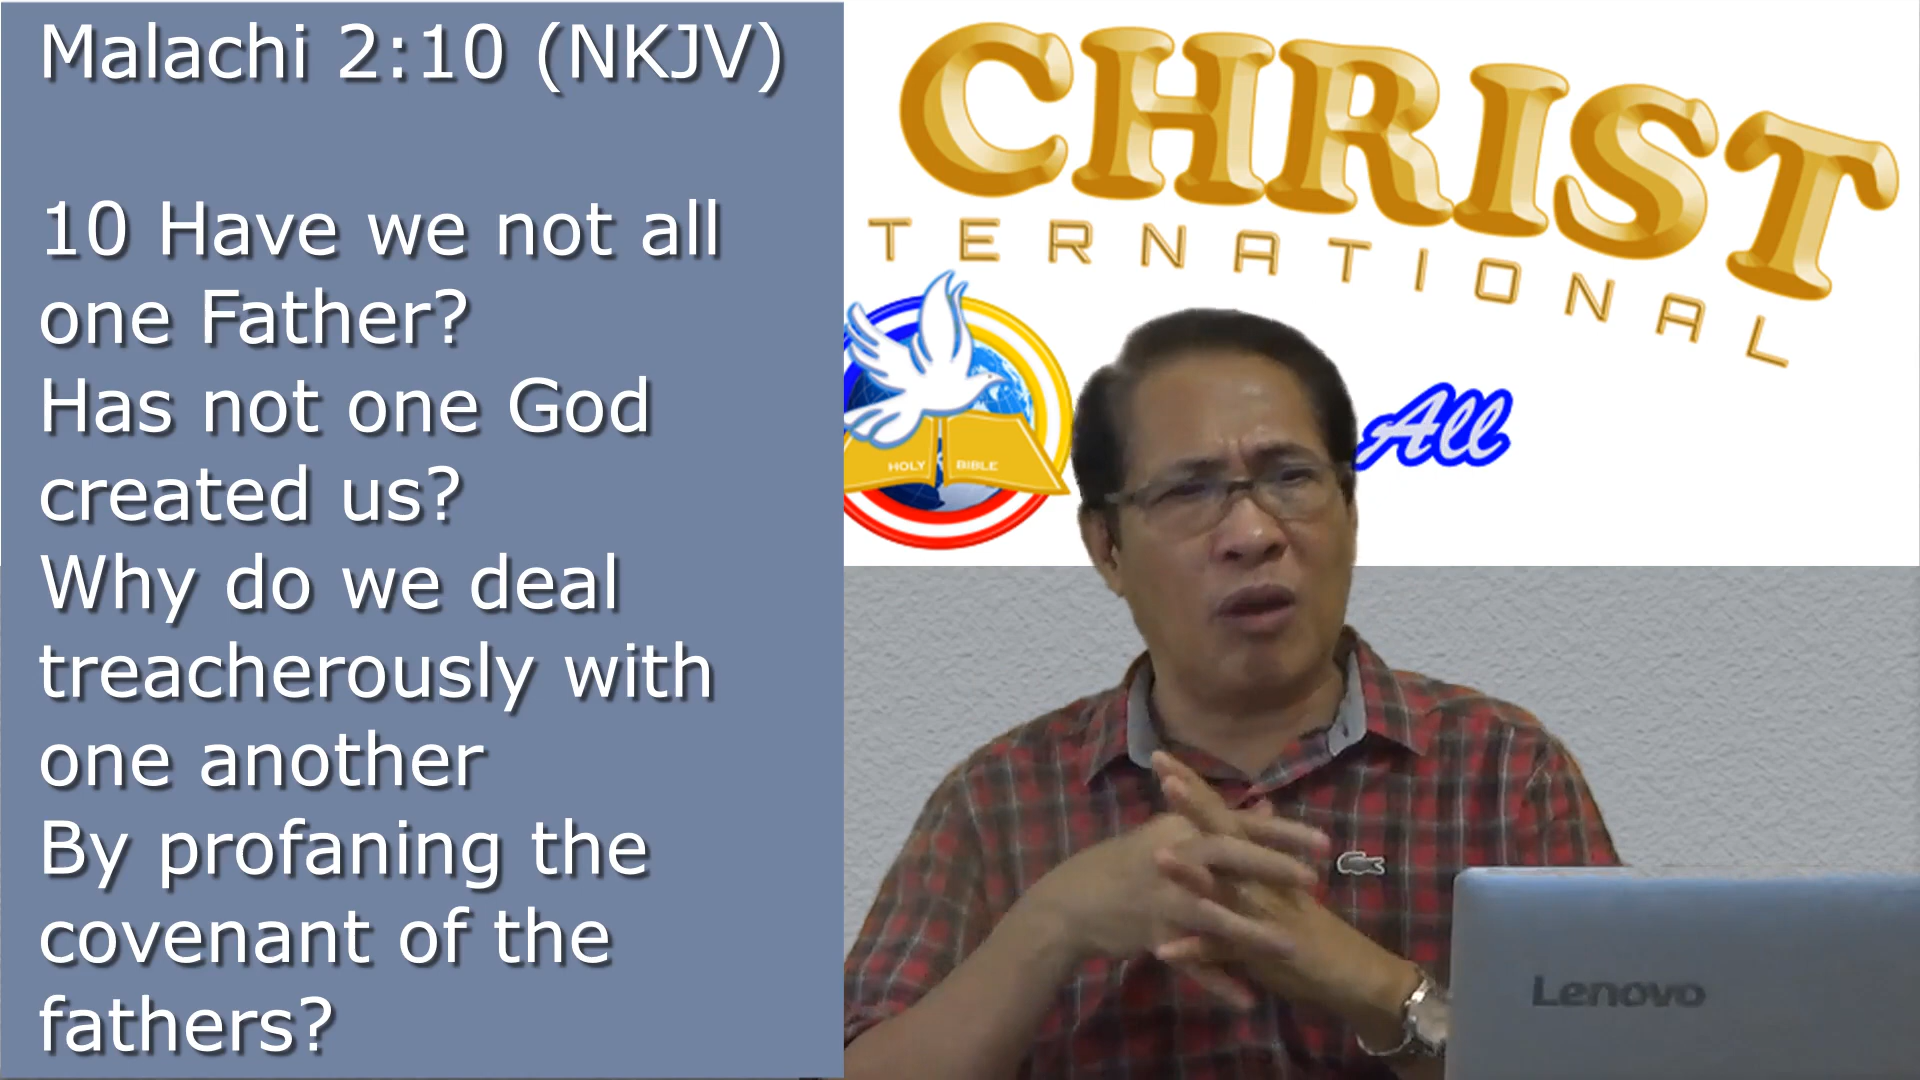 Malachi 2:10 (NKJV)
10 Have we not all
one Father?
Has not one God
created us?
Why do we deal
treacherously with
one another
By profaning the
covenant of the
fathers?
CHRIST
TERNATIONAL
HOLY BIBLE
All
Lenovo